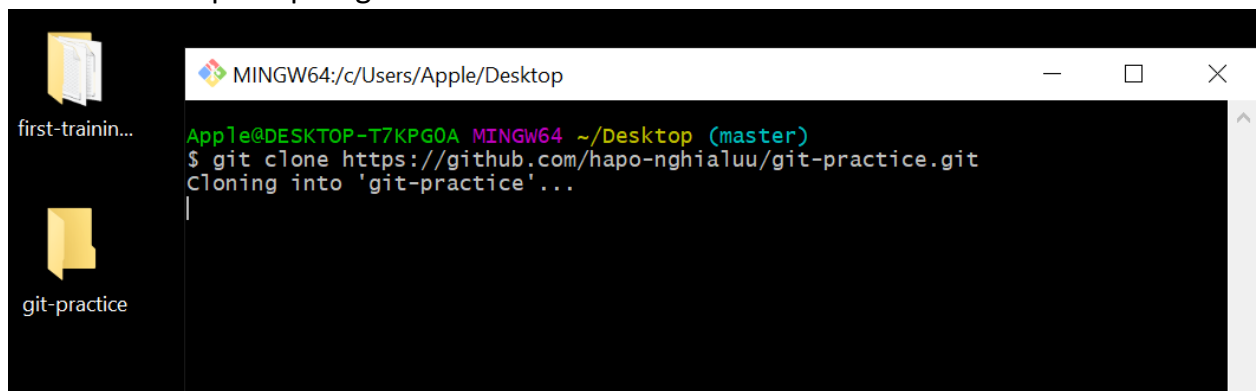 first-trainin...
git-practice
MINGW64:/c/Users/Apple/Desktop
Apple@DESKTOP-T7KPG0A MINGW64 ~/Desktop (master)
$ git clone https://github.com/hapo-nghialuu/git-practice.git
Cloning into 'git-practice'...